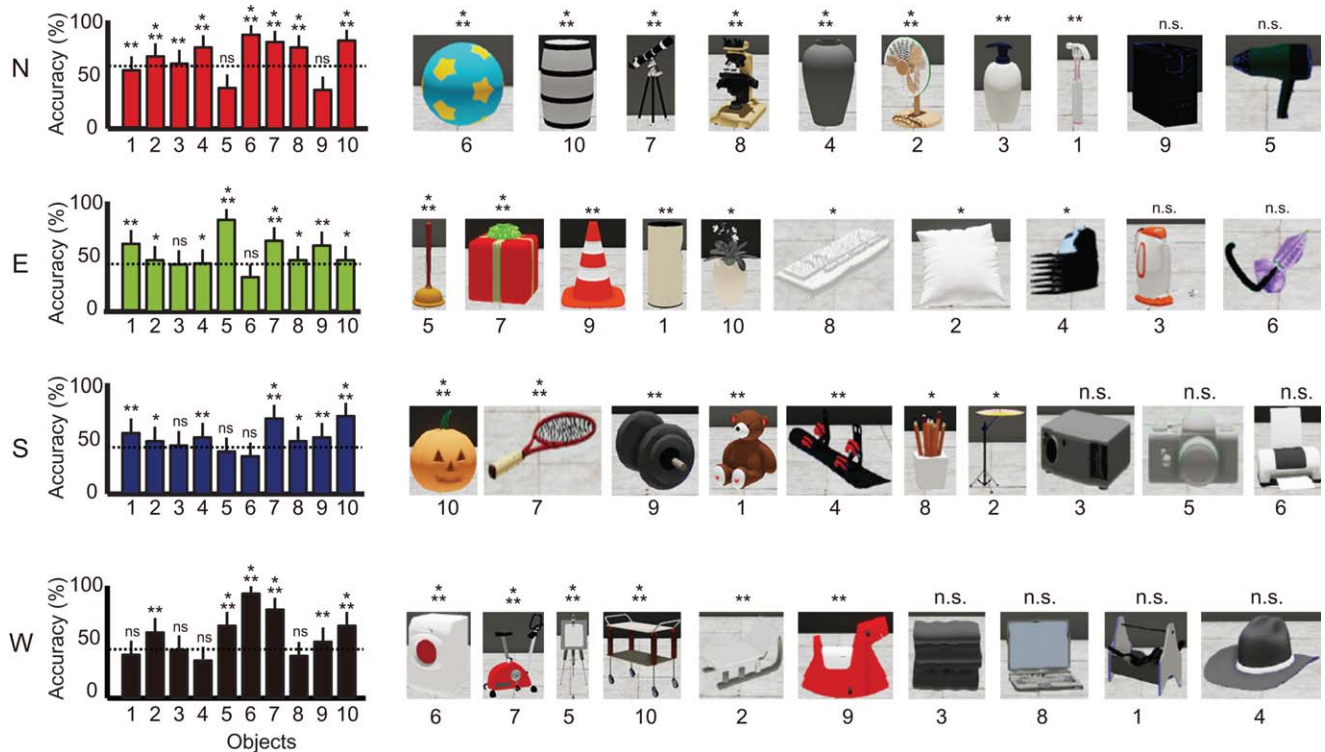 N
Accuracy (%)
100
50
0
** *** ** *** ns *** *** *** ns ***
1 2 3 4 5 6 7 8 9 10
*** *** *** *** *** *** ** ** n.s. n.s.
6 10 7 8 4 2 3 1 9 5
E
Accuracy (%)
100
50
0
** * ns * *** ns *** * ** *
1 2 3 4 5 6 7 8 9 10
*** *** ** ** * * * * n.s. n.s.
5 7 9 1 10 8 2 4 3 6
S
Accuracy (%)
100
50
0
** * ns ** ns ns *** * ** ***
1 2 3 4 5 6 7 8 9 10
*** *** ** ** ** * * n.s. n.s. n.s.
10 7 9 1 4 8 2 3 5 6
W
Accuracy (%)
100
50
0
ns ** ns ns *** *** *** ns ** ***
1 2 3 4 5 6 7 8 9 10
Objects
*** *** *** *** ** ** n.s. n.s. n.s. n.s.
6 7 5 10 2 9 3 8 1 4